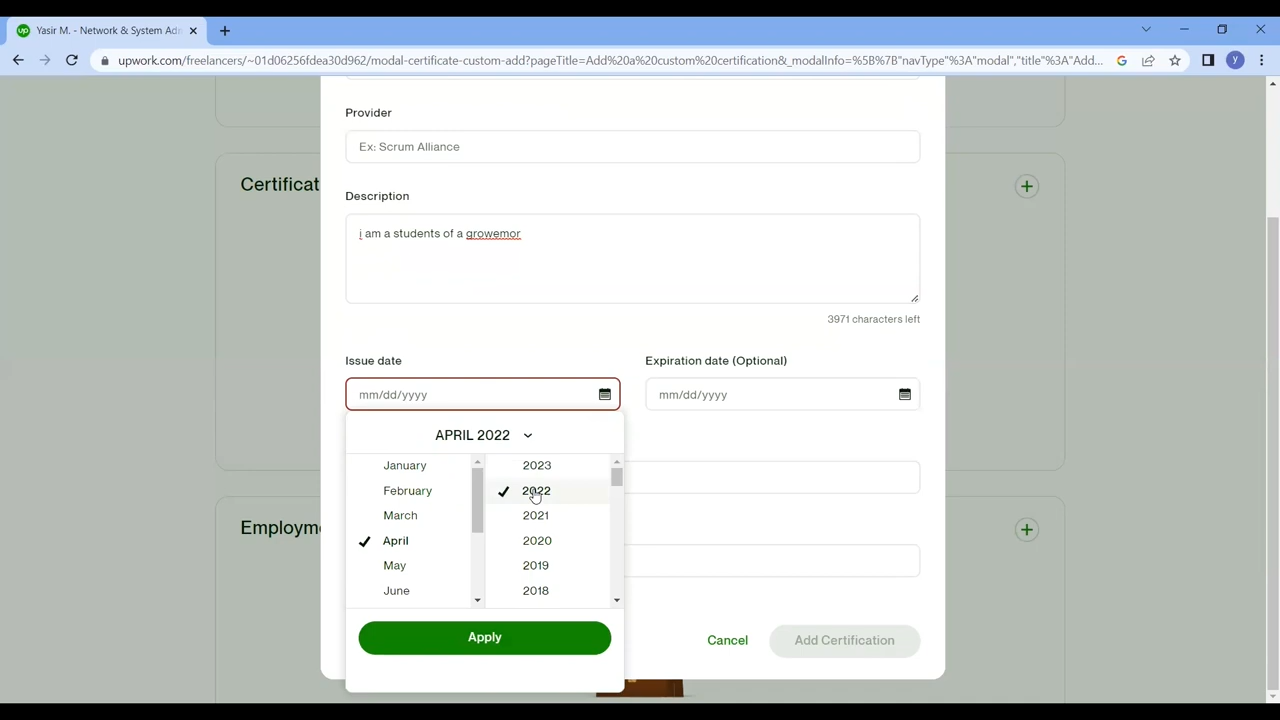 Yasir M. - Network & System Adm
upwork.com/freelancers/~01d06256fdea30d962/modal-certificate-custom-add?pageTitle=Add%20a%20custom%20certification&_modalInfo=%5B%7B"navType"%3A"modal","title"%3A"Add...
y
Provider
Ex: Scrum Alliance
Certificat
Description
i am a students of a growemor
3971 characters left
Issue date
Expiration date (Optional)
mm/dd/yyyy
mm/dd/yyyy
APRIL 2022
January
2023
February
2022
March
2021
Employme
April
2020
May
2019
June
2018
Apply
Cancel
Add Certification